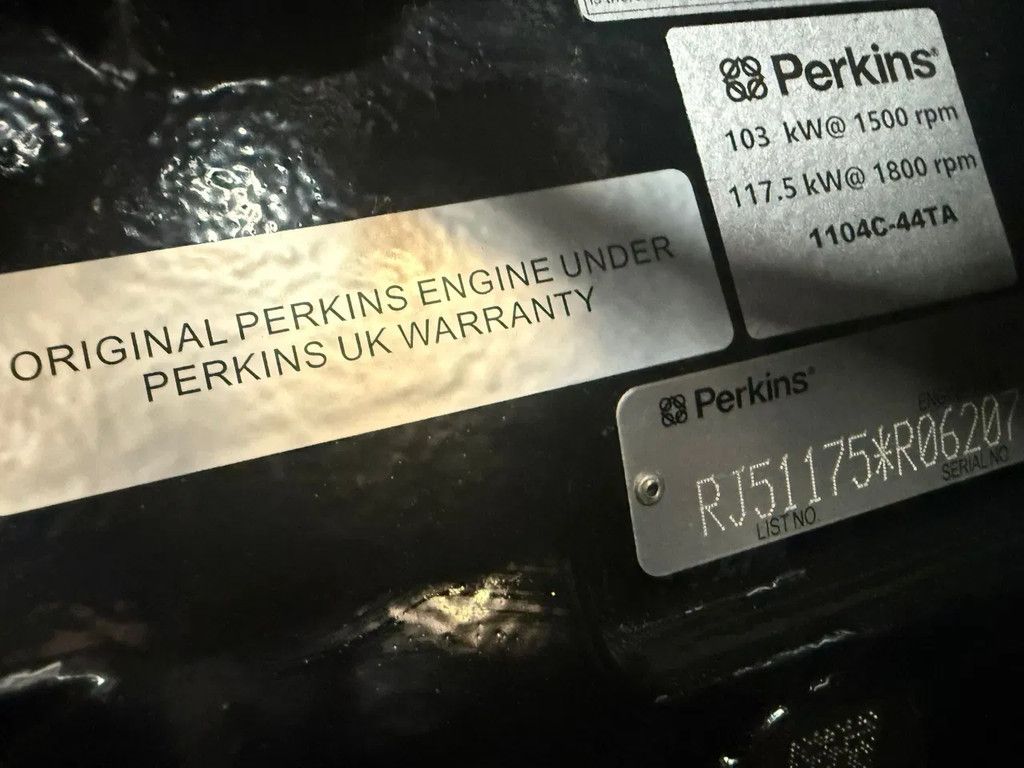 Perkins
103 kW@ 1500 rpm
117.5 kW@ 1800 rpm
1104C-44TA
ORIGINAL PERKINS ENGINE UNDER
PERKINS UK WARRANTY
Perkins
RJ51175*R06207
LIST NO.
SERIAL NO.